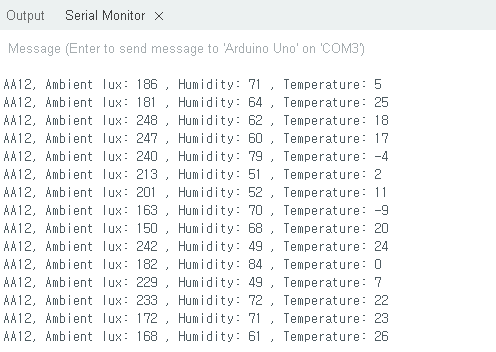 Output Serial Monitor ×
Message (Enter to send message to 'Arduino Uno' on 'COM3')
AA12, Ambient lux: 186 , Humidity: 71 , Temperature: 5
AA12, Ambient lux: 181 , Humidity: 64 , Temperature: 25
AA12, Ambient lux: 248 , Humidity: 62 , Temperature: 18
AA12, Ambient lux: 247 , Humidity: 60 , Temperature: 17
AA12, Ambient lux: 240 , Humidity: 79 , Temperature: -4
AA12, Ambient lux: 213 , Humidity: 51 , Temperature: 2
AA12, Ambient lux: 201 , Humidity: 52 , Temperature: 11
AA12, Ambient lux: 163 , Humidity: 70 , Temperature: -9
AA12, Ambient lux: 150 , Humidity: 68 , Temperature: 20
AA12, Ambient lux: 242 , Humidity: 49 , Temperature: 24
AA12, Ambient lux: 182 , Humidity: 84 , Temperature: 0
AA12, Ambient lux: 229 , Humidity: 49 , Temperature: 7
AA12, Ambient lux: 233 , Humidity: 72 , Temperature: 22
AA12, Ambient lux: 172 , Humidity: 71 , Temperature: 23
AA12, Ambient lux: 168 , Humidity: 61 , Temperature: 26